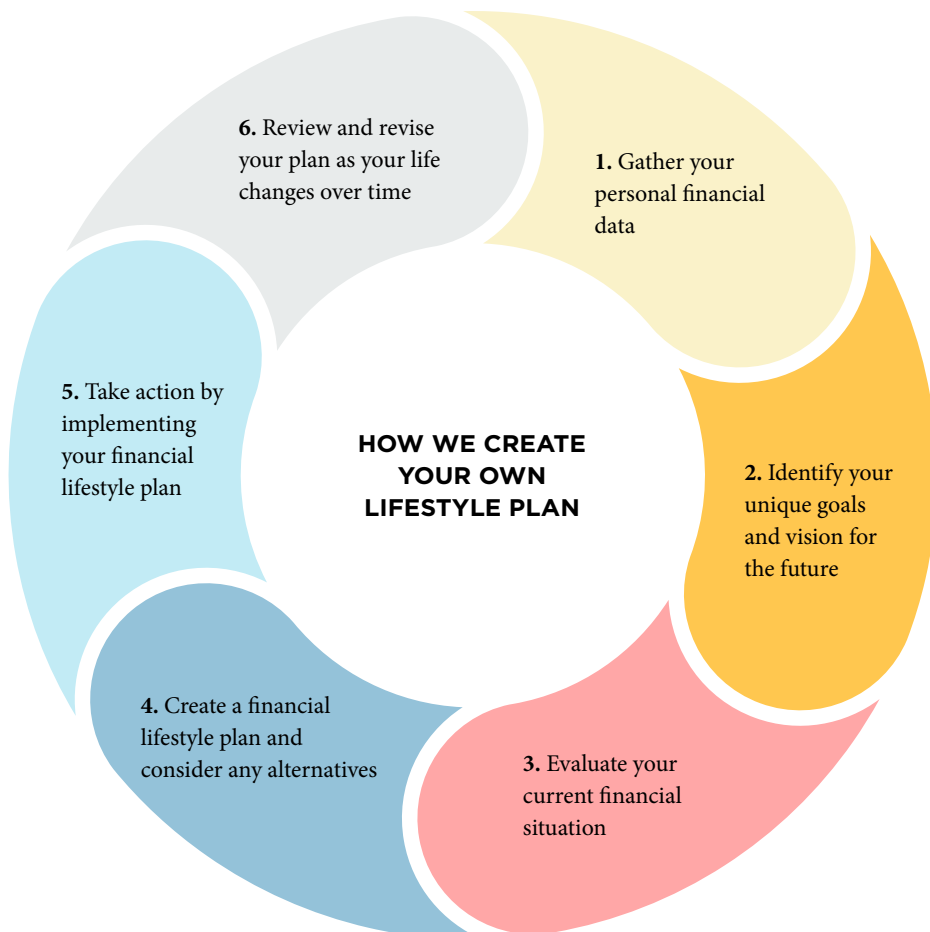 HOW WE CREATE
YOUR OWN
LIFESTYLE PLAN
1. Gather your
personal financial
data
2. Identify your
unique goals
and vision for
the future
3. Evaluate your
current financial
situation
4. Create a financial
lifestyle plan and
consider any alternatives
5. Take action by
implementing
your financial
lifestyle plan
6. Review and revise
your plan as your life
changes over time